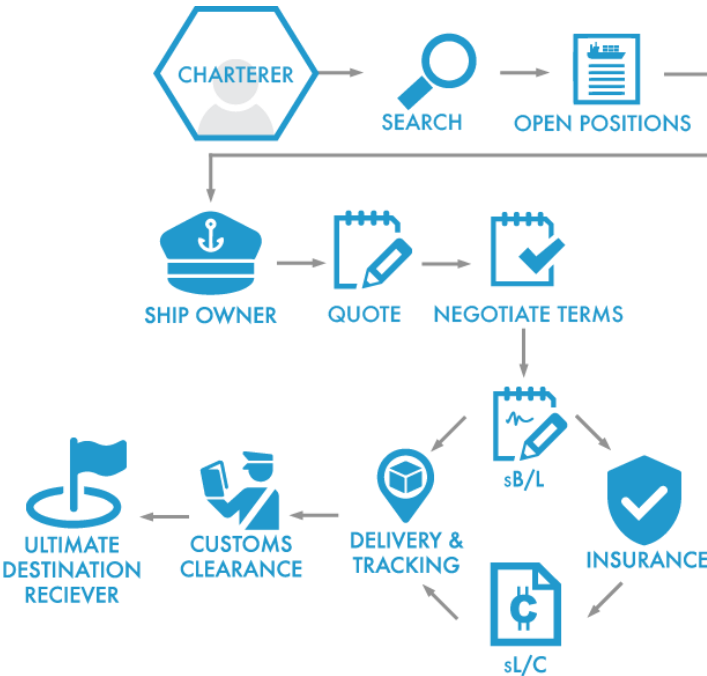 CHARTERER
SEARCH
OPEN POSITIONS
SHIP OWNER
QUOTE
NEGOTIATE TERMS
sB/L
INSURANCE
sL/C
DELIVERY &
TRACKING
CUSTOMS
CLEARANCE
ULTIMATE
DESTINATION
RECIEVER